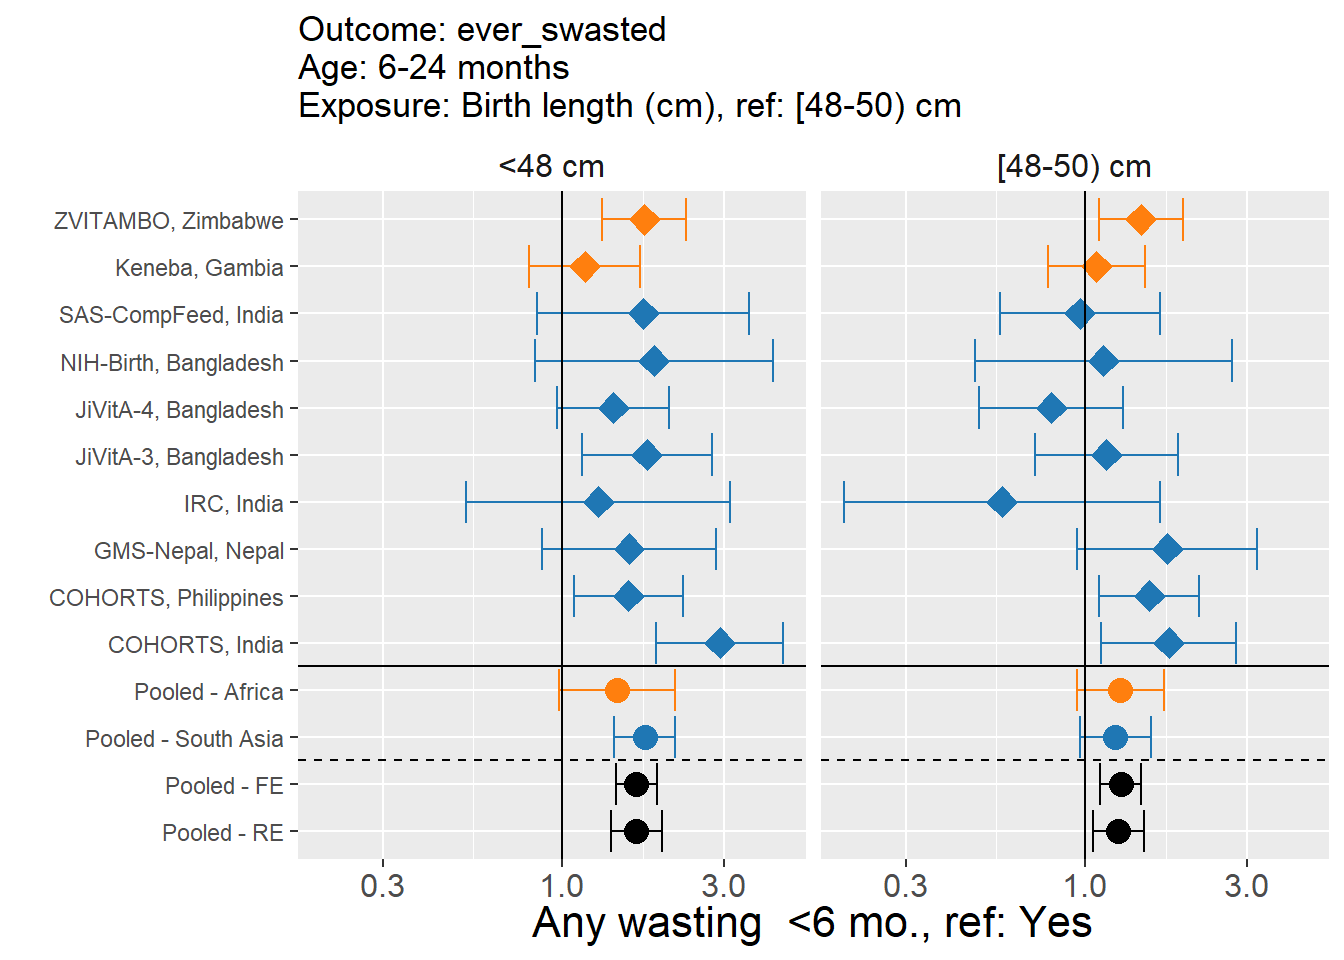 Outcome: ever_swasted
Age: 6-24 months
Exposure: Birth length (cm), ref: [48-50) cm
<48 cm
[48-50) cm
ZVITAMBO, Zimbabwe
Keneba, Gambia
SAS-CompFeed, India
NIH-Birth, Bangladesh
JiVitA-4, Bangladesh
JiVitA-3, Bangladesh
IRC, India
GMS-Nepal, Nepal
COHORTS, Philippines
COHORTS, India
Pooled - Africa
Pooled - South Asia
Pooled - FE
Pooled - RE
0.3 1.0 3.0
0.3 1.0 3.0
Any wasting  <6 mo., ref: Yes